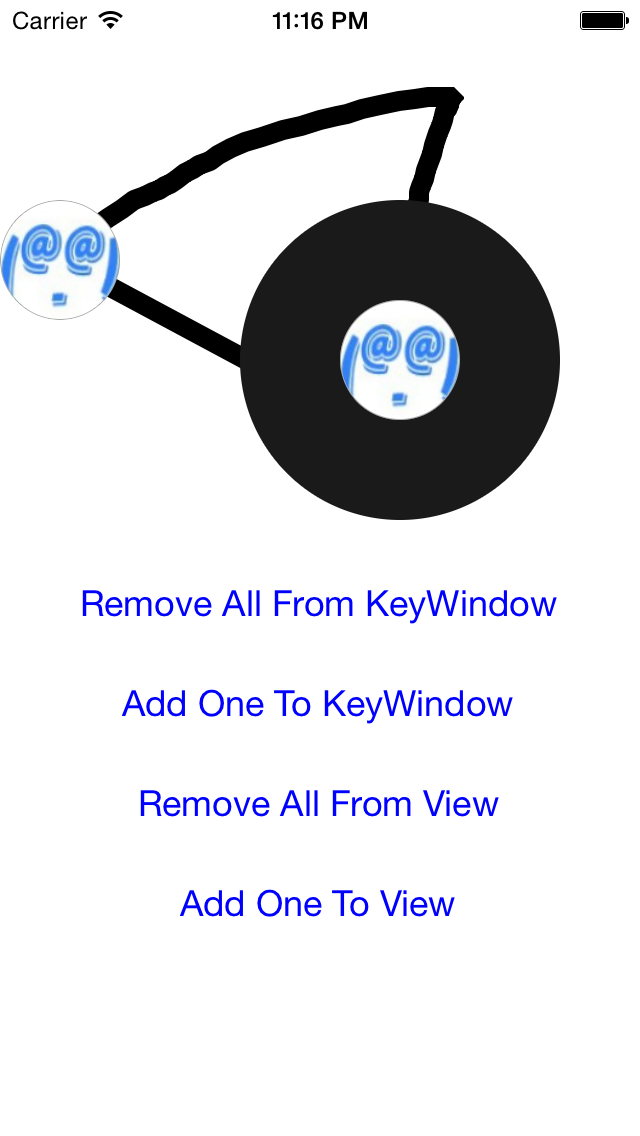 Carrier 11:16 PM
@@
@@
Remove All From KeyWindow
Add One To KeyWindow
Remove All From View
Add One To View